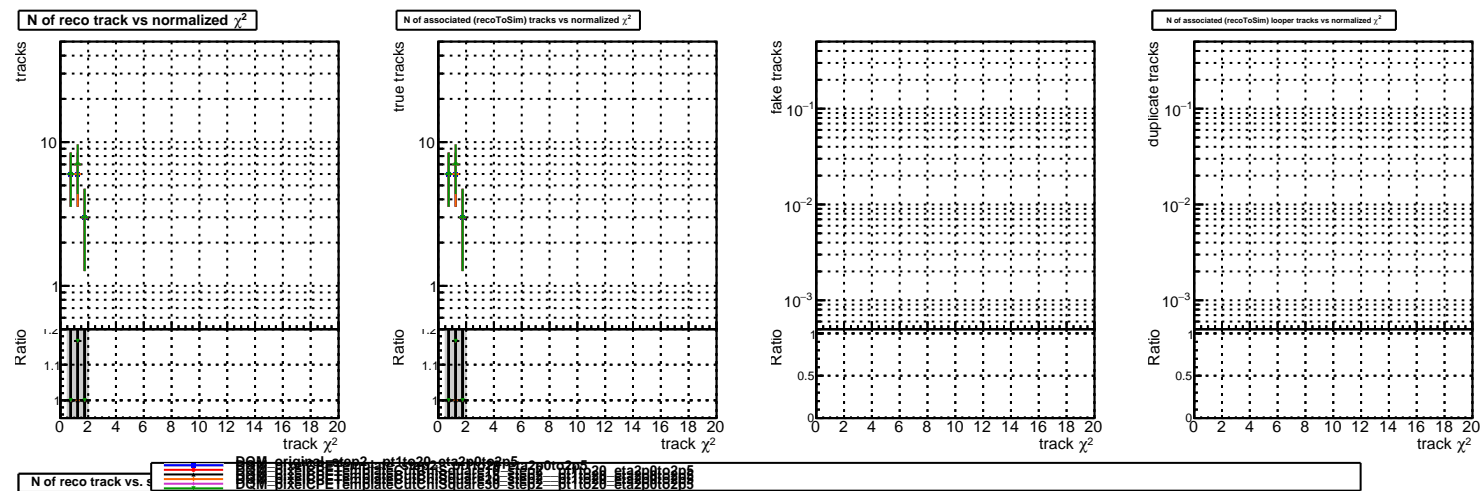 N of reco track vs normalized χ²
N of associated (recoToSim) tracks vs normalized χ²
N of associated (recoToSim) looper tracks vs normalized χ²
tracks
10
1
Ratio
1.2
1.1
1
0 2 4 6 8 10 12 14 16 18 20
track χ²
true tracks
10
1
Ratio
1.2
1.1
1
0 2 4 6 8 10 12 14 16 18 20
track χ²
fake tracks
10⁻¹
10⁻²
10⁻³
Ratio
1
0.5
0
0 2 4 6 8 10 12 14 16 18 20
track χ²
duplicate tracks
10⁻¹
10⁻²
10⁻³
Ratio
1
0.5
0
0 2 4 6 8 10 12 14 16 18 20
track χ²
N of reco track vs.